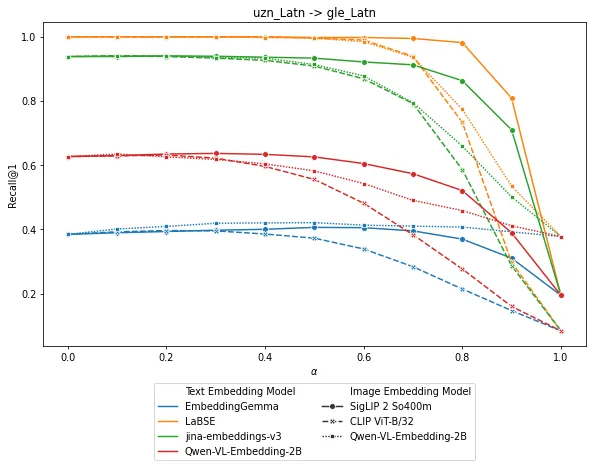 uzn_Latn -> gle_Latn
Recall@1
1.0
0.8
0.6
0.4
0.2
0.0 0.2 0.4 0.6 0.8 1.0
α
Text Embedding Model Image Embedding Model
EmbeddingGemma SigLIP 2 So400m
LaBSE CLIP ViT-B/32
jina-embeddings-v3 Qwen-VL-Embedding-2B
Qwen-VL-Embedding-2B